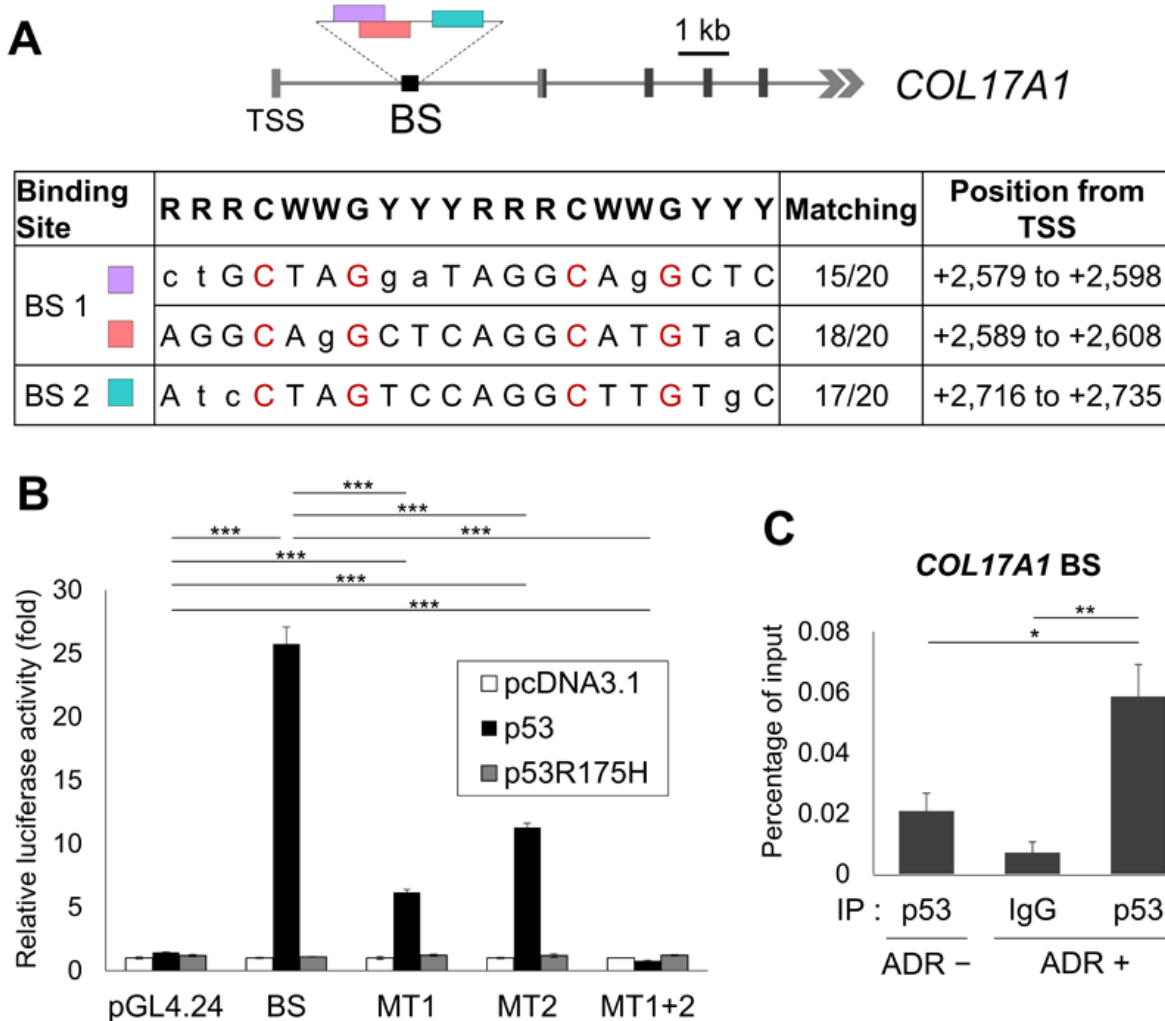 A
1 kb
TSS
BS
COL17A1
Binding Site R R R C W W G Y Y Y R R R C W W G Y Y Y Matching Position from TSS
BS 1 c t G C T A G g a T A G G C A g G C T C 15/20 +2,579 to +2,598
A G G C A g G C T C A G G C A T G T a C 18/20 +2,589 to +2,608
BS 2 A t c C T A G T C C A G G C T T G T g C 17/20 +2,716 to +2,735
B
***
***
*** ***
***
***
***
Relative luciferase activity (fold)
30
25
20
15
10
5
0
pcDNA3.1
p53
p53R175H
pGL4.24 BS MT1 MT2 MT1+2
C
COL17A1 BS
**
*
Percentage of input
0.08
0.06
0.04
0.02
0
IP : p53 IgG p53
ADR − ADR +